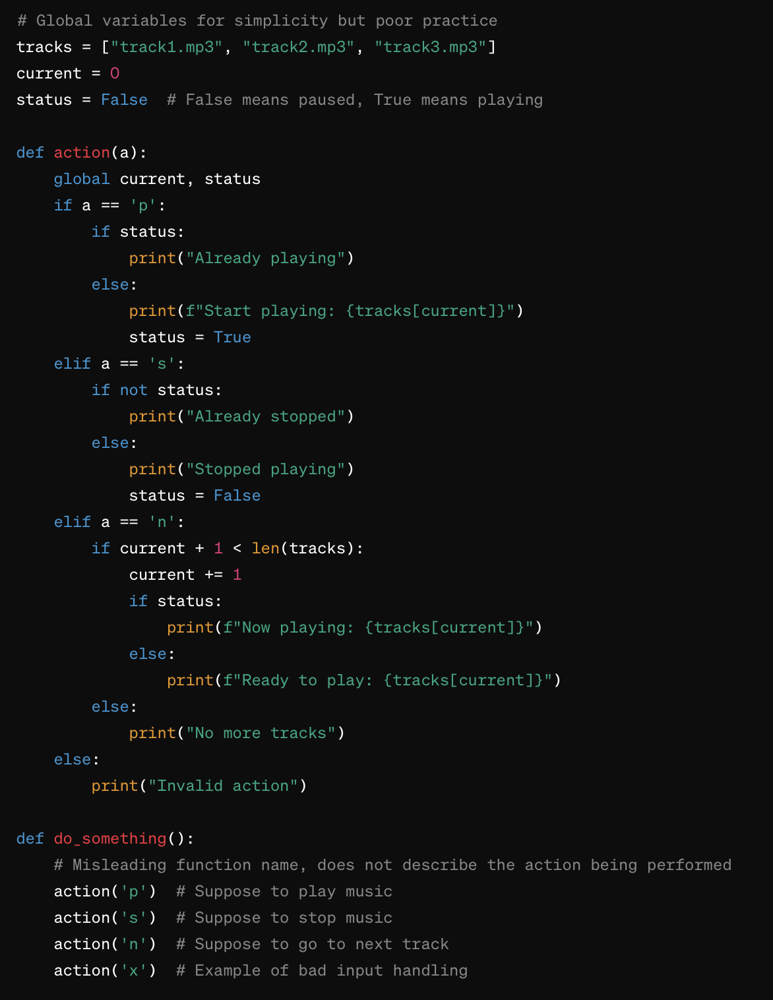 # Global variables for simplicity but poor practice
tracks = ["track1.mp3", "track2.mp3", "track3.mp3"]
current = 0
status = False  # False means paused, True means playing

def action(a):
    global current, status
    if a == 'p':
        if status:
            print("Already playing")
        else:
            print(f"Start playing: {tracks[current]}")
            status = True
    elif a == 's':
        if not status:
            print("Already stopped")
        else:
            print("Stopped playing")
            status = False
    elif a == 'n':
        if current + 1 < len(tracks):
            current += 1
            if status:
                print(f"Now playing: {tracks[current]}")
            else:
                print(f"Ready to play: {tracks[current]}")
        else:
            print("No more tracks")
    else:
        print("Invalid action")

def do_something():
    # Misleading function name, does not describe the action being performed
    action('p')  # Suppose to play music
    action('s')  # Suppose to stop music
    action('n')  # Suppose to go to next track
    action('x')  # Example of bad input handling